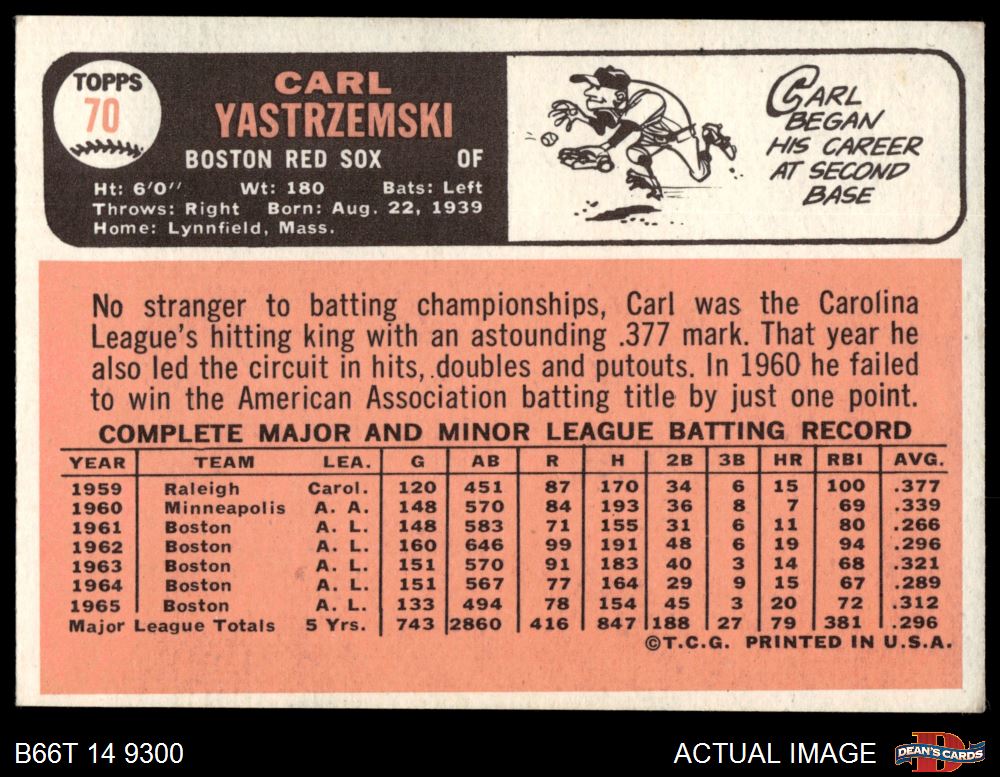 TOPPS
70
CARL
YASTRZEMSKI
BOSTON RED SOX OF
Ht: 6'0" Wt: 180 Bats: Left
Throws: Right Born: Aug. 22, 1939
Home: Lynnfield, Mass.
CARL
BEGAN
HIS CAREER
AT SECOND
BASE
No stranger to batting championships, Carl was the Carolina
League's hitting king with an astounding .377 mark. That year he
also led the circuit in hits, doubles and putouts. In 1960 he failed
to win the American Association batting title by just one point.
COMPLETE MAJOR AND MINOR LEAGUE BATTING RECORD
YEAR TEAM LEA. G AB R H 2B 3B HR RBI AVG.
1959 Raleigh Carol. 120 451 87 170 34 6 15 100 .377
1960 Minneapolis A. A. 148 570 84 193 36 8 7 69 .339
1961 Boston A. L. 148 583 71 155 31 6 11 80 .266
1962 Boston A. L. 160 646 99 191 48 6 19 94 .296
1963 Boston A. L. 151 570 91 183 40 3 14 68 .321
1964 Boston A. L. 151 567 77 164 29 9 15 67 .289
1965 Boston A. L. 133 494 78 154 45 3 20 72 .312
Major League Totals 5 Yrs. 743 2860 416 847 188 27 79 381 .296
©T.C.G. PRINTED IN U.S.A.
B66T 14 9300
ACTUAL IMAGE
D
DEAN'S CARDS